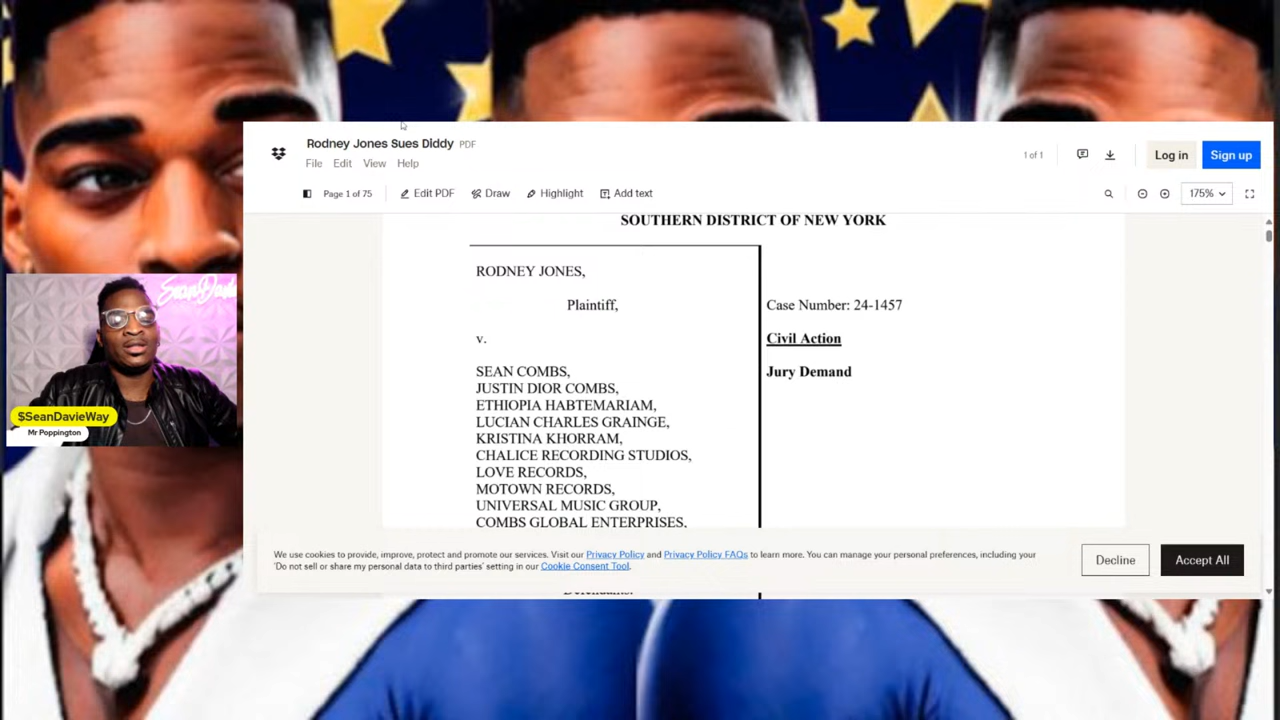 Rodney Jones Sues Diddy PDF
File Edit View Help
1 of 1
Log in
Sign up
Page 1 of 75
Edit PDF
Draw
Highlight
Add text
175%
SOUTHERN DISTRICT OF NEW YORK
RODNEY JONES,
Plaintiff,
v.
SEAN COMBS,
JUSTIN DIOR COMBS,
ETHIOPIA HABTEMARIAM,
LUCIAN CHARLES GRAINGE,
KRISTINA KHORRAM,
CHALICE RECORDING STUDIOS,
LOVE RECORDS,
MOTOWN RECORDS,
UNIVERSAL MUSIC GROUP,
COMBS GLOBAL ENTERPRISES,
Case Number: 24-1457
Civil Action
Jury Demand
$SeanDavieWay
Mr Poppington
We use cookies to provide, improve, protect and promote our services. Visit our Privacy Policy and Privacy Policy FAQs to learn more. You can manage your personal preferences, including your
'Do not sell or share my personal data to third parties' setting in our Cookie Consent Tool.
Decline
Accept All
Defendants.